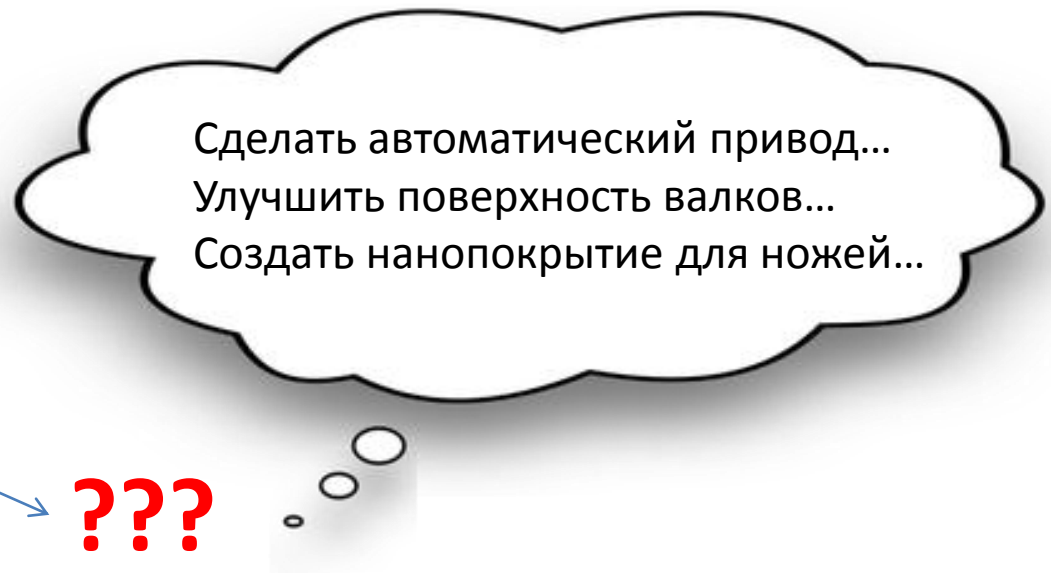 Сделать автоматический привод…
Улучшить поверхность валков…
Создать нанопокрытие для ножей…
???